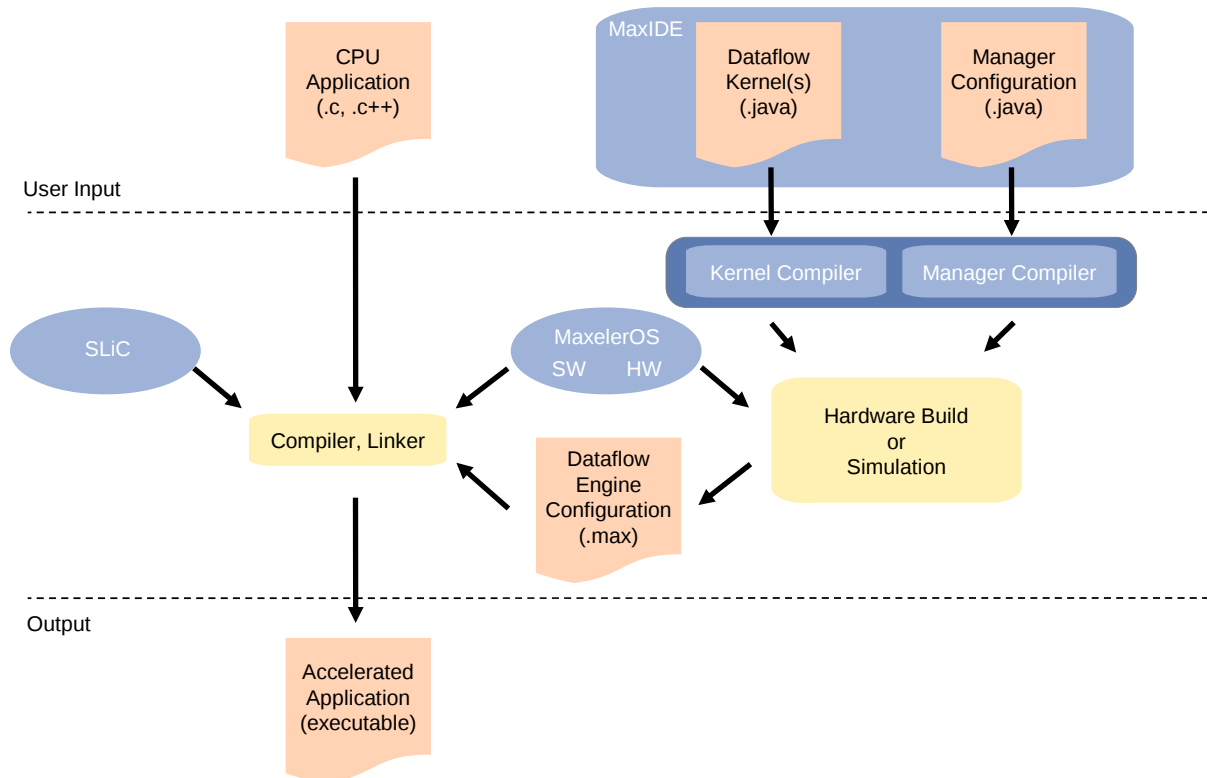 MaxIDE
CPU
Application
(.c, .c++)
Dataflow
Kernel(s)
(.java)
Manager
Configuration
(.java)
User Input
Kernel Compiler
Manager Compiler
SLiC
MaxelerOS
SW HW
Compiler, Linker
Hardware Build
or
Simulation
Dataflow
Engine
Configuration
(.max)
Output
Accelerated
Application
(executable)